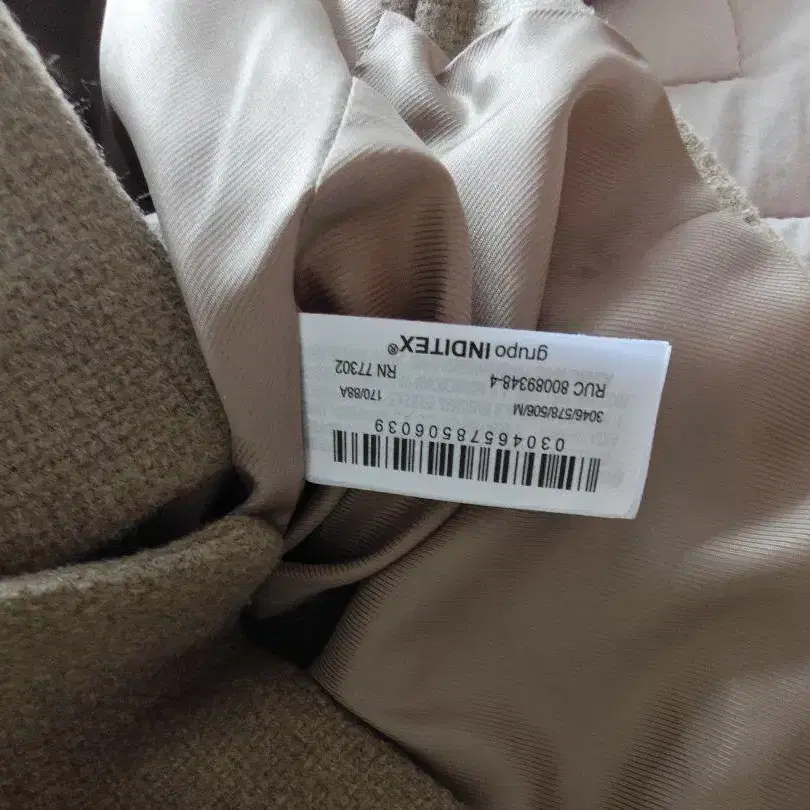 03046578506039
3046/578/506/M 170/88A
RUC 80089348-4 RN 77302
grupo INDITEX®